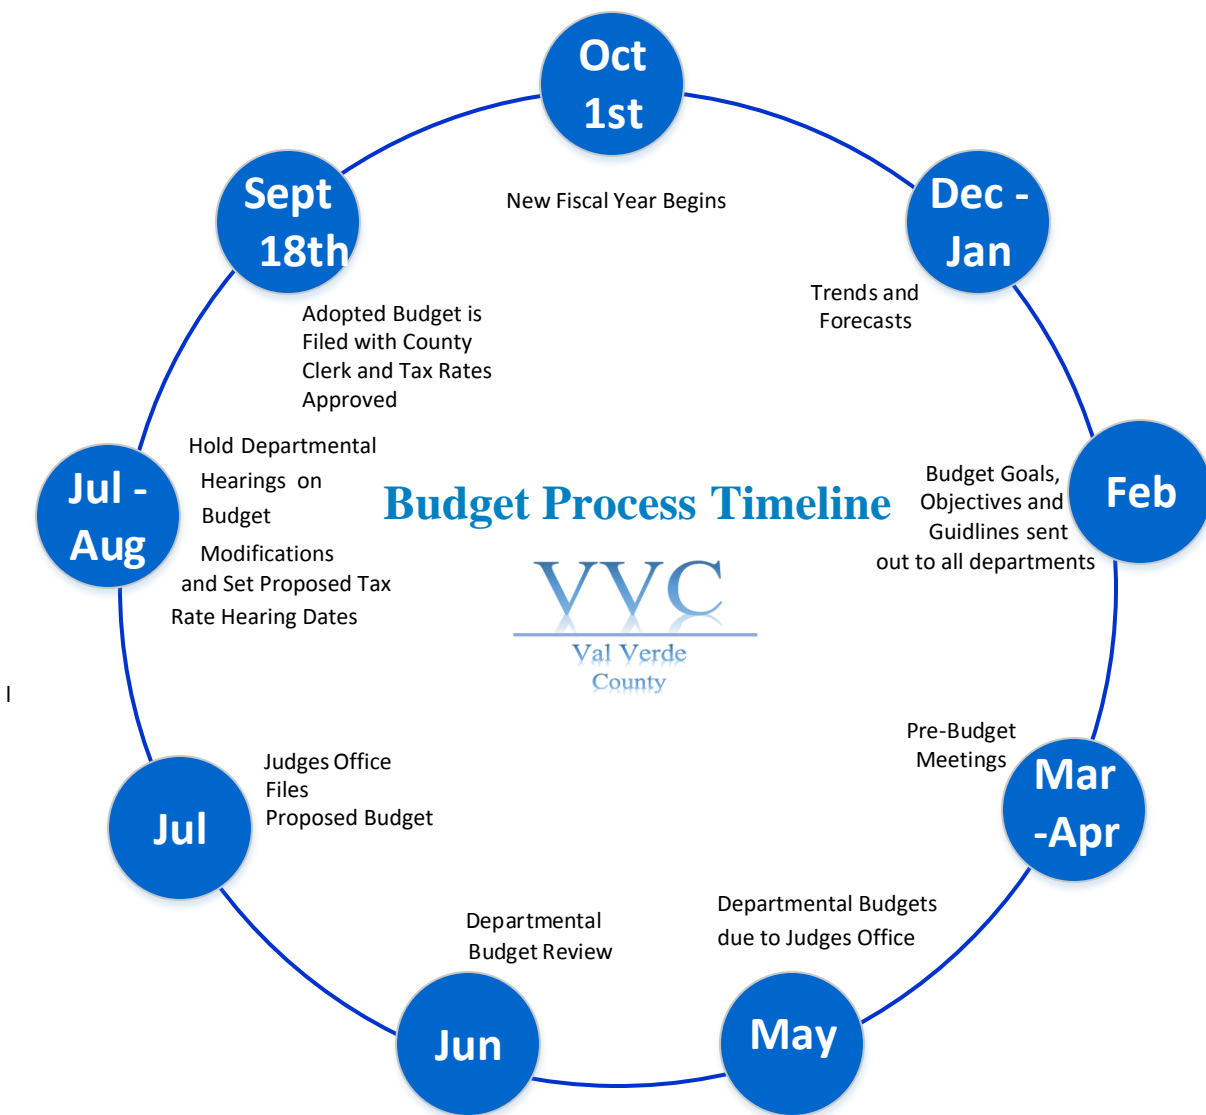 Oct
1st
New Fiscal Year Begins
Dec -
Jan
Trends and
Forecasts
Feb
Budget Goals,
Objectives and
Guidlines sent
out to all departments
Mar
-Apr
Pre-Budget
Meetings
May
Departmental Budgets
due to Judges Office
Jun
Departmental
Budget Review
Jul
Judges Office
Files
Proposed Budget
Jul -
Aug
Hold Departmental
Hearings on
Budget
Modifications
and Set Proposed Tax
Rate Hearing Dates
Sept
18th
Adopted Budget is
Filed with County
Clerk and Tax Rates
Approved
Budget Process Timeline
VVC
Val Verde
County
l